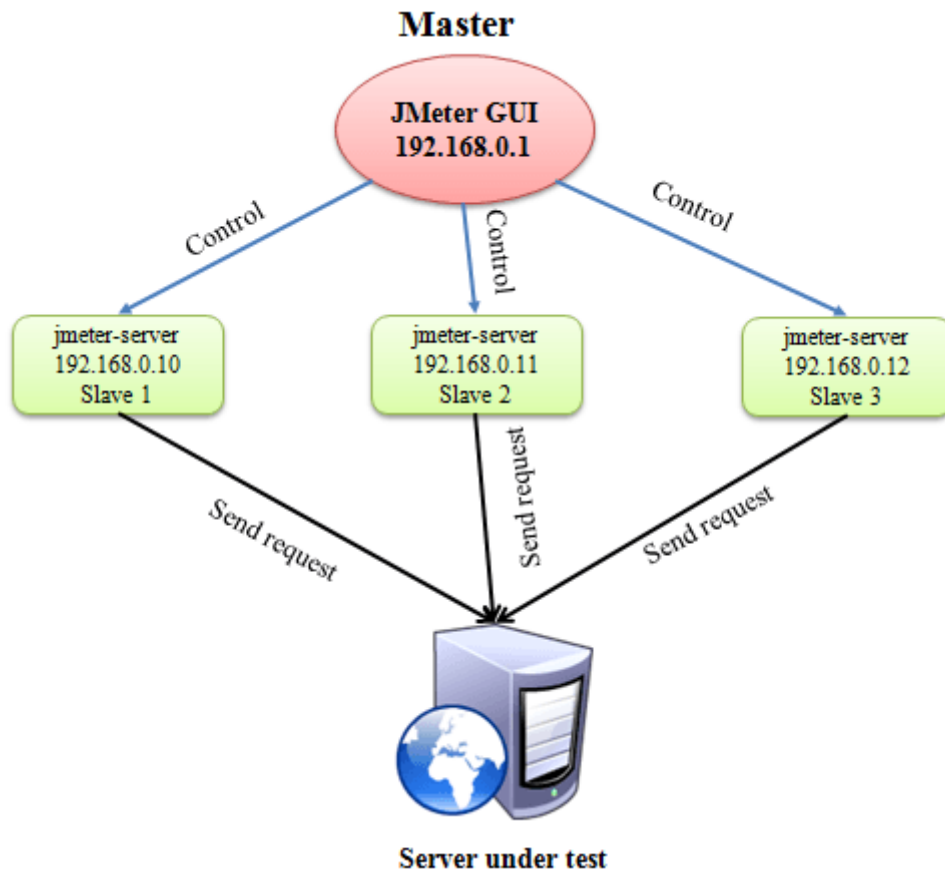 Master
JMeter GUI
192.168.0.1
Control
Control
Control
jmeter-server
192.168.0.10
Slave 1
jmeter-server
192.168.0.11
Slave 2
jmeter-server
192.168.0.12
Slave 3
Send request
Send request
Send request
Server under test